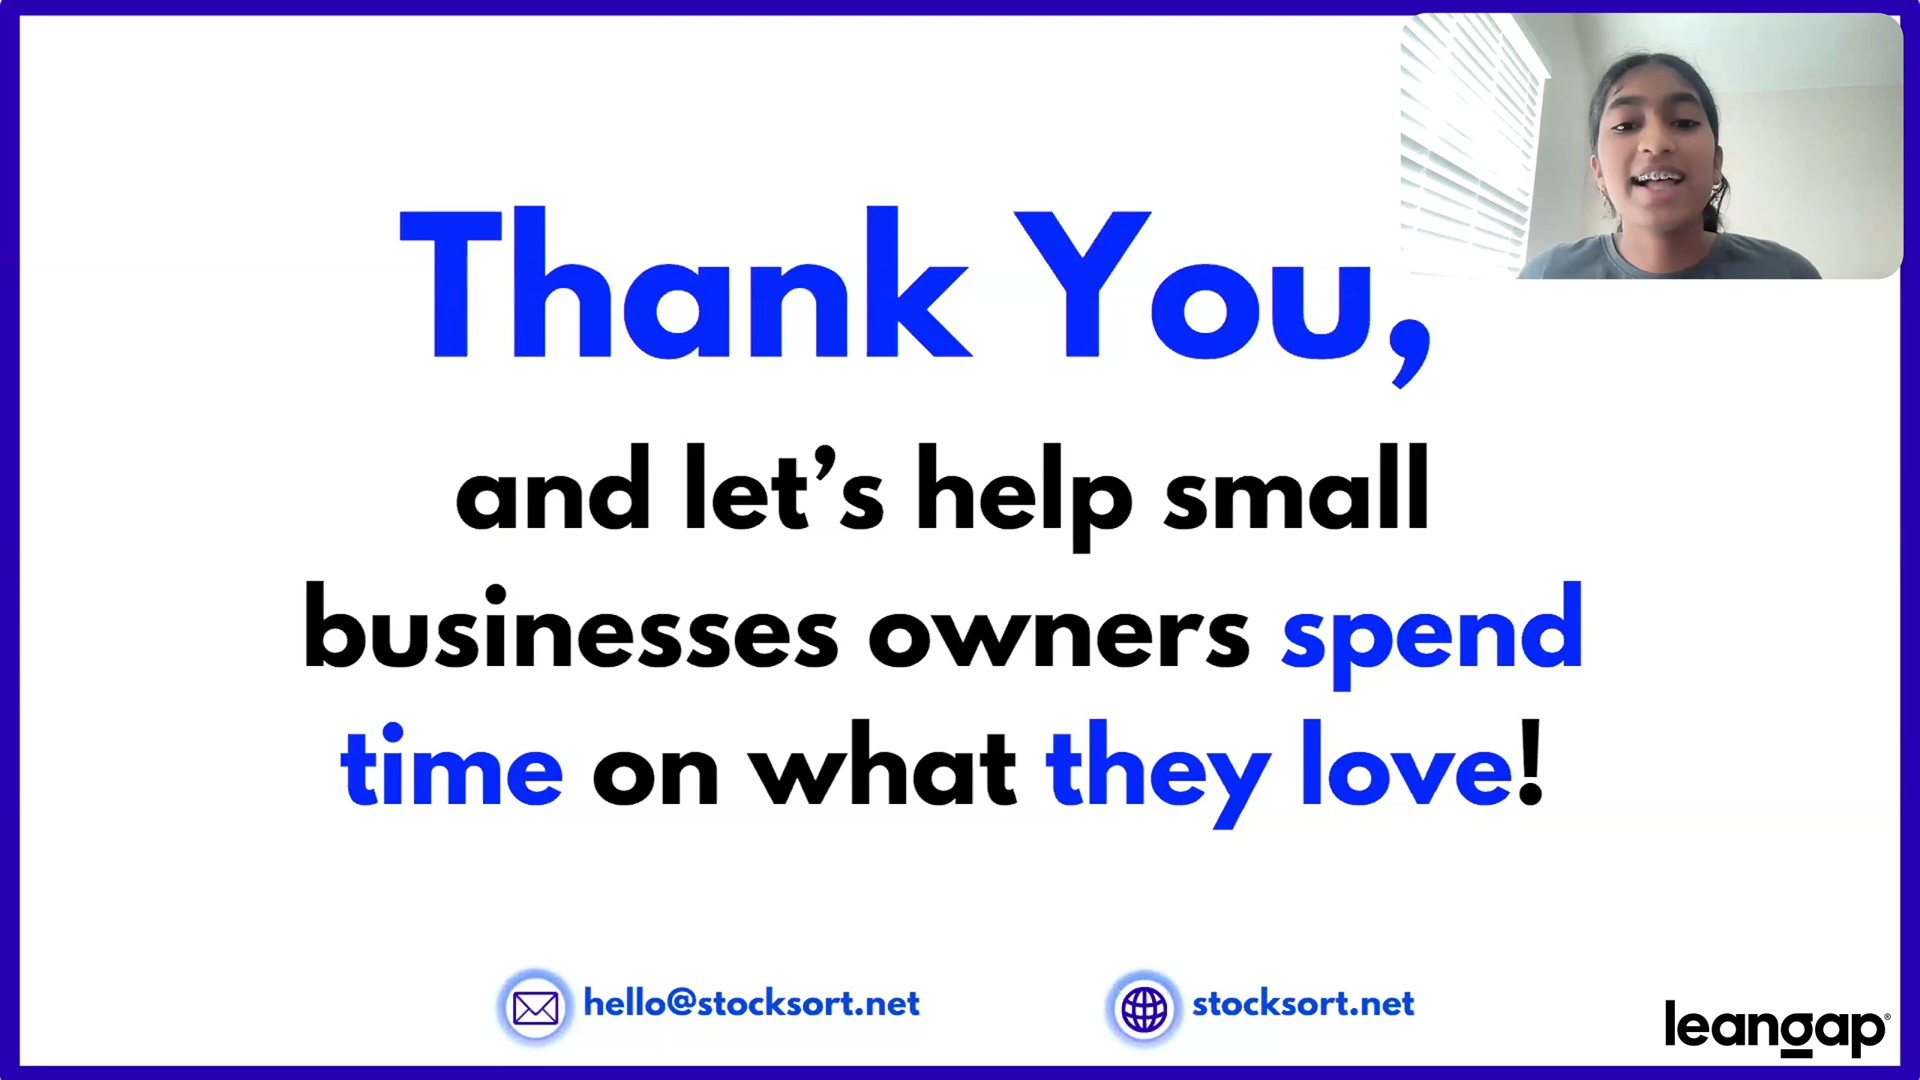 Thank You,
and let’s help small
businesses owners spend
time on what they love!
hello@stocksort.net
stocksort.net
leangap®